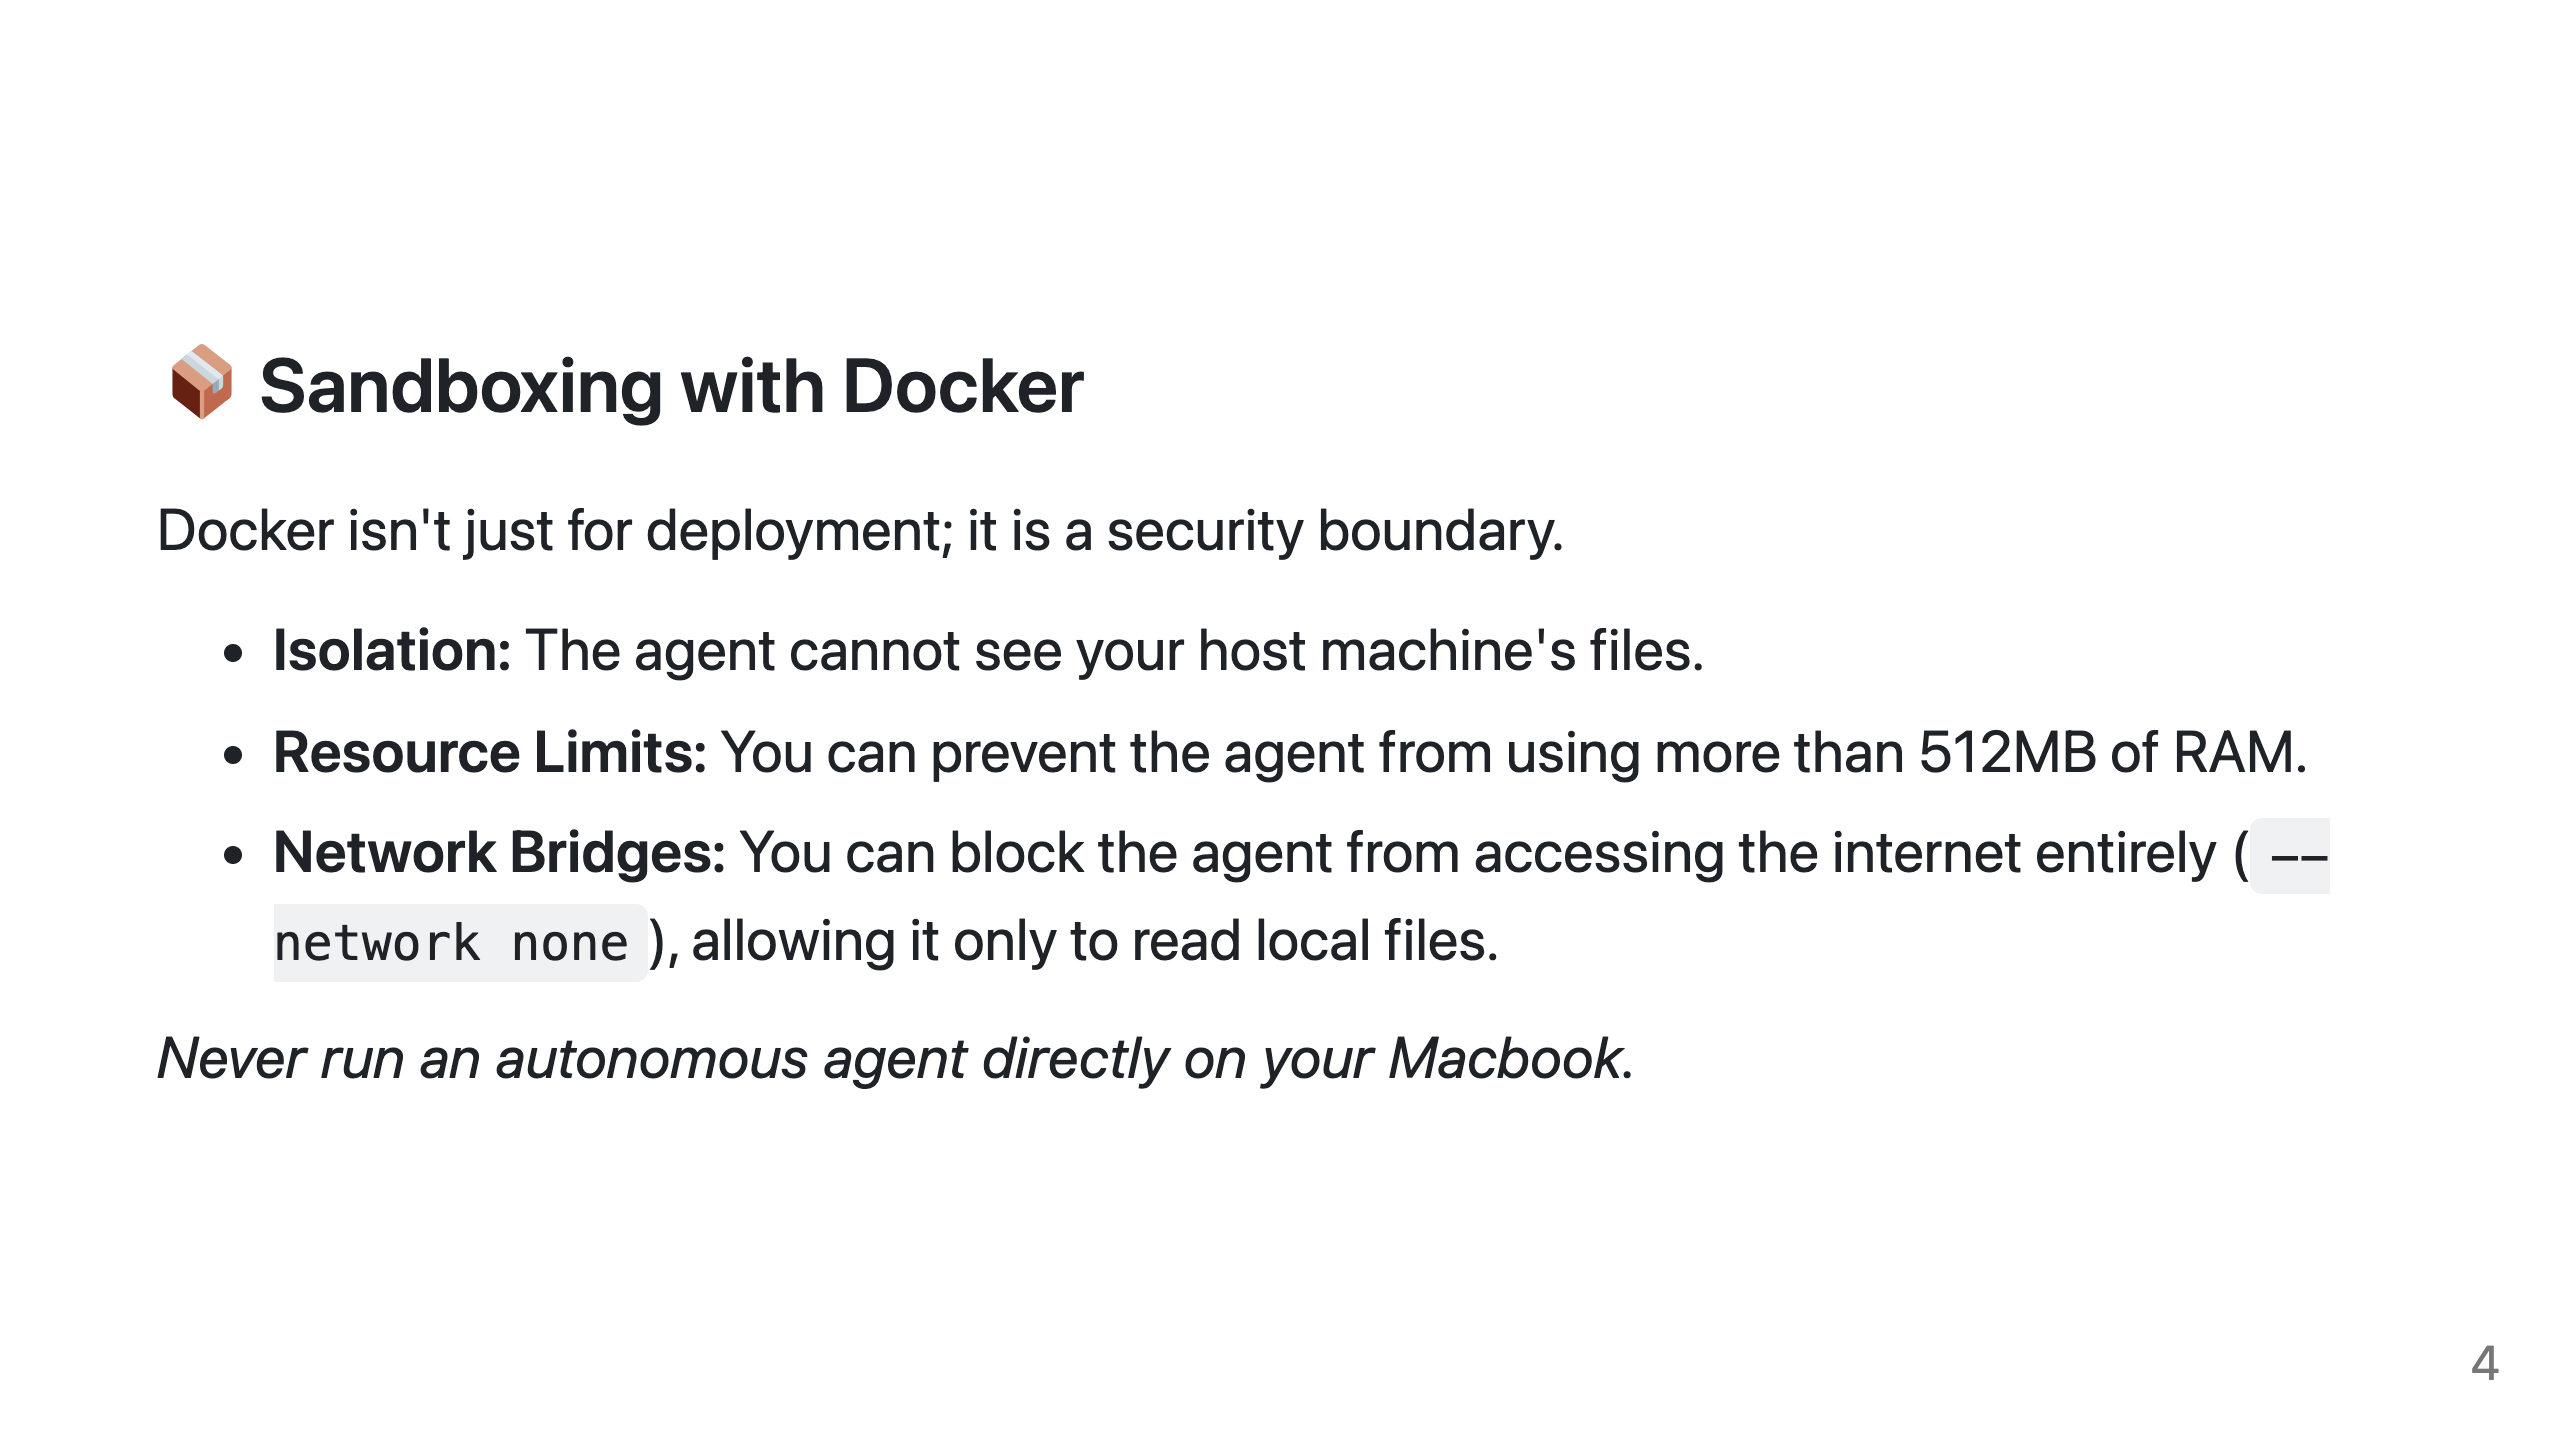 📦 Sandboxing with Docker
Docker isn't just for deployment; it is a security boundary.
• Isolation: The agent cannot see your host machine's files.
• Resource Limits: You can prevent the agent from using more than 512MB of RAM.
• Network Bridges: You can block the agent from accessing the internet entirely ( --
network none ), allowing it only to read local files.
Never run an autonomous agent directly on your Macbook.
4